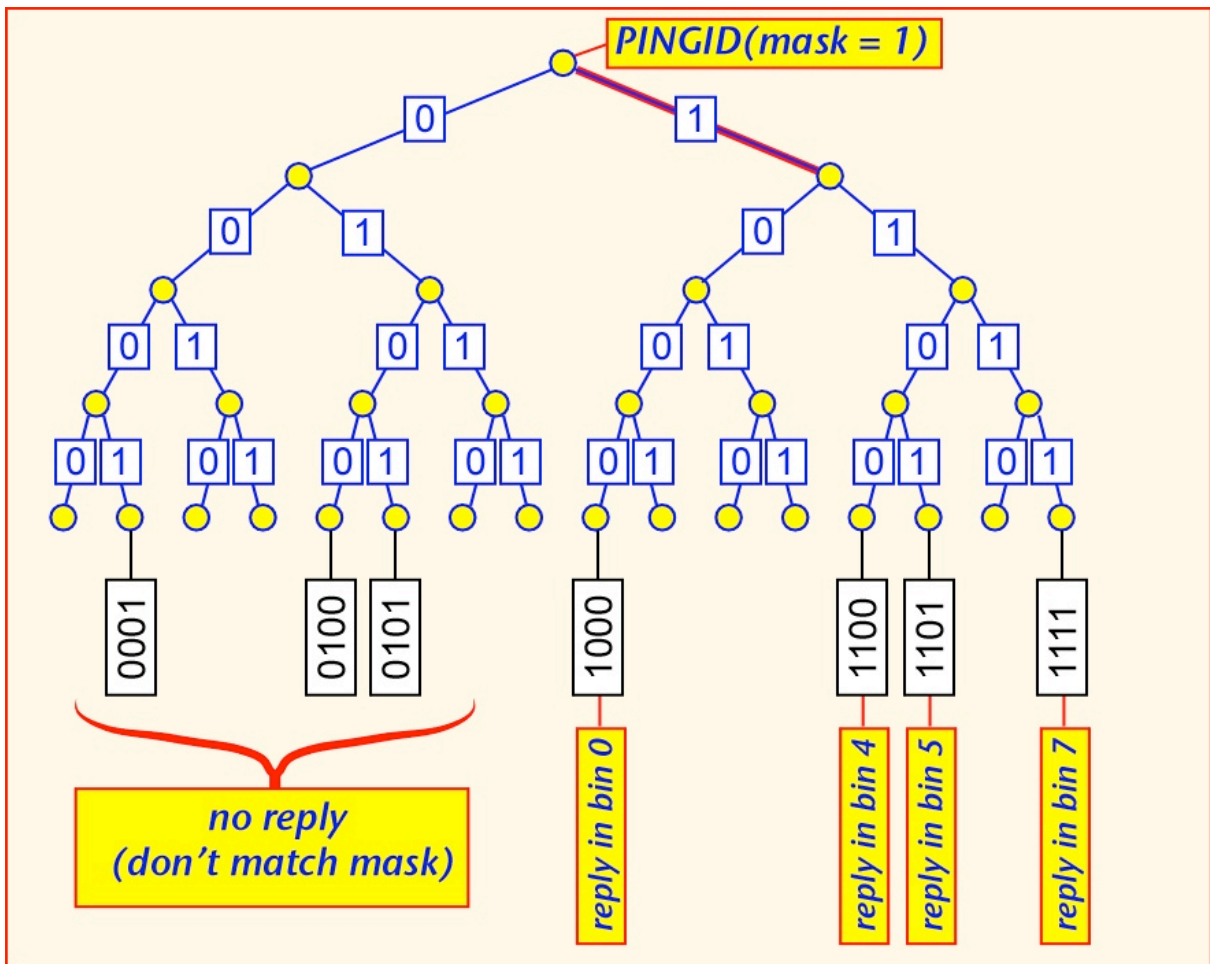 PINGID(mask = 1)
0 1
0 1 0 1
0 1 0 1 0 1 0 1
0 1 0 1 0 1 0 1 0 1 0 1 0 1 0 1
0001 0100 0101 1000 1100 1101 1111
reply in bin 0 reply in bin 4 reply in bin 5 reply in bin 7
no reply
(don't match mask)